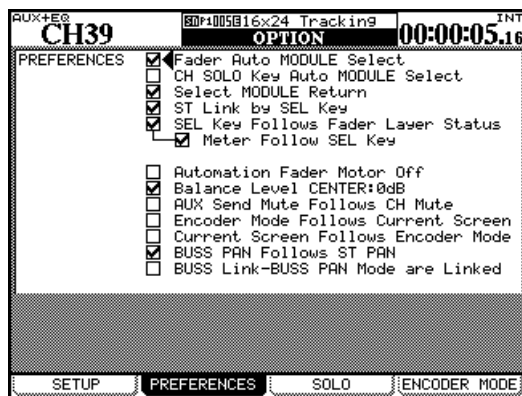 AUX+EQ
CH39
16x24 Tracking
OPTION
INT
00:00:05.16
PREFERENCES
Fader Auto MODULE Select
CH SOLO Key Auto MODULE Select
Select MODULE Return
ST Link by SEL Key
SEL Key Follows Fader Layer Status
Meter Follow SEL Key
Automation Fader Motor Off
Balance Level CENTER:0dB
AUX Send Mute Follows CH Mute
Encoder Mode Follows Current Screen
Current Screen Follows Encoder Mode
BUSS PAN Follows ST PAN
BUSS Link-BUSS PAN Mode are Linked
SETUP
PREFERENCES
SOLO
ENCODER MODE